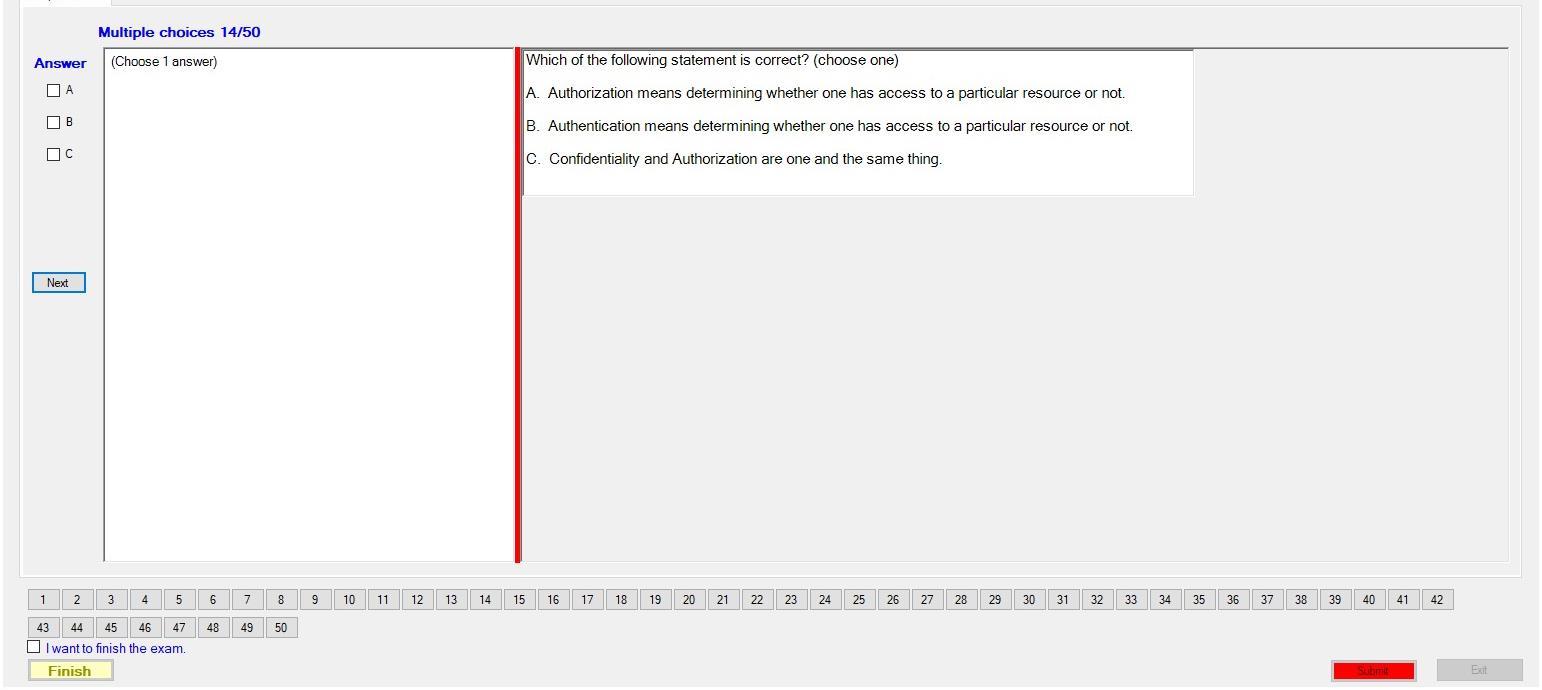 Multiple choices 14/50
Answer
A
B
C
Next
(Choose 1 answer)
Which of the following statement is correct? (choose one)
A. Authorization means determining whether one has access to a particular resource or not.
B. Authentication means determining whether one has access to a particular resource or not.
C. Confidentiality and Authorization are one and the same thing.
1 2 3 4 5 6 7 8 9 10 11 12 13 14 15 16 17 18 19 20 21 22 23 24 25 26 27 28 29 30 31 32 33 34 35 36 37 38 39 40 41 42
43 44 45 46 47 48 49 50
I want to finish the exam.
Finish
Submit
Exit